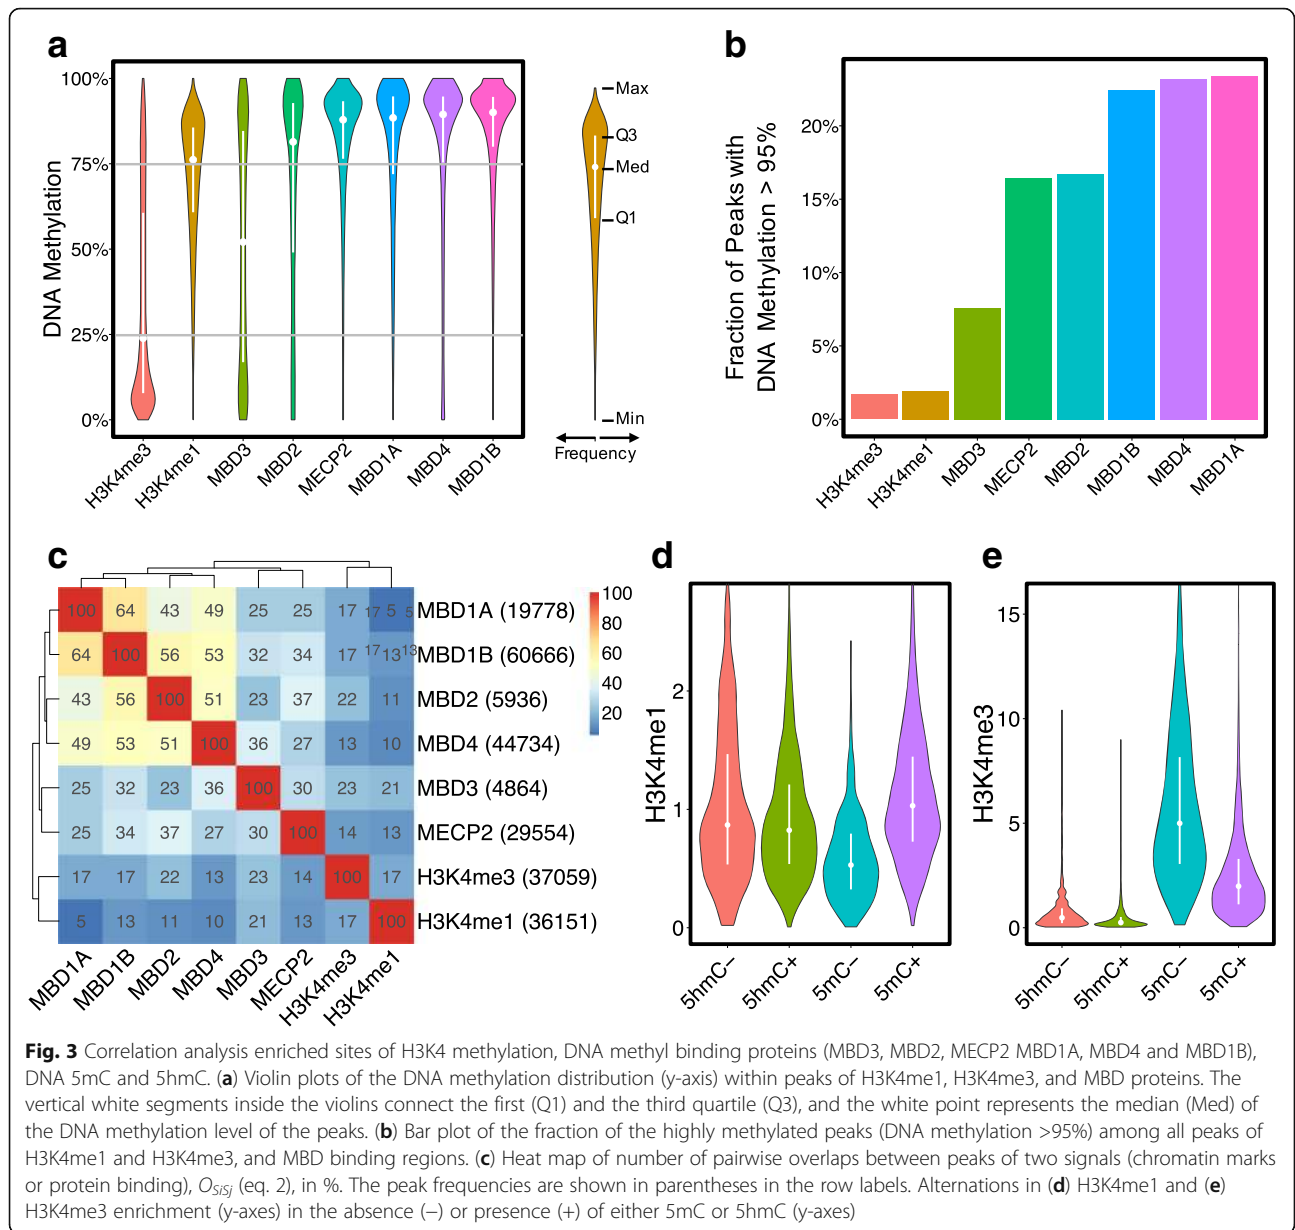 a
DNA Methylation
100%
75%
50%
25%
0%
H3K4me3
H3K4me1
MBD3
MBD2
MECP2
MBD1A
MBD4
MBD1B
Max
Q3
Med
Q1
Min
Frequency
b
Fraction of Peaks with
DNA Methylation > 95%
20%
15%
10%
5%
0%
H3K4me3
H3K4me1
MBD3
MECP2
MBD2
MBD1B
MBD4
MBD1A
c
100 64 43 49 25 25 17 17 5 5 MBD1A (19778)
64 100 56 53 32 34 17 17 13 13 MBD1B (60666)
43 56 100 51 23 37 22 11 MBD2 (5936)
49 53 51 100 36 27 13 10 MBD4 (44734)
25 32 23 36 100 30 23 21 MBD3 (4864)
25 34 37 27 30 100 14 13 MECP2 (29554)
17 17 22 13 23 14 100 17 H3K4me3 (37059)
5 13 11 10 21 13 17 100 H3K4me1 (36151)
MBD1A
MBD1B
MBD2
MBD4
MBD3
MECP2
H3K4me3
H3K4me1
100
80
60
40
20
d
H3K4me1
2
1
0
5hmC−
5hmC+
5mC−
5mC+
e
H3K4me3
15
10
5
0
5hmC−
5hmC+
5mC−
5mC+
Fig. 3 Correlation analysis enriched sites of H3K4 methylation, DNA methyl binding proteins (MBD3, MBD2, MECP2 MBD1A, MBD4 and MBD1B),
DNA 5mC and 5hmC. (a) Violin plots of the DNA methylation distribution (y-axis) within peaks of H3K4me1, H3K4me3, and MBD proteins. The
vertical white segments inside the violins connect the first (Q1) and the third quartile (Q3), and the white point represents the median (Med) of
the DNA methylation level of the peaks. (b) Bar plot of the fraction of the highly methylated peaks (DNA methylation >95%) among all peaks of
H3K4me1 and H3K4me3, and MBD binding regions. (c) Heat map of number of pairwise overlaps between peaks of two signals (chromatin marks
or protein binding), OSiSj (eq. 2), in %. The peak frequencies are shown in parentheses in the row labels. Alternations in (d) H3K4me1 and (e)
H3K4me3 enrichment (y-axes) in the absence (−) or presence (+) of either 5mC or 5hmC (y-axes)